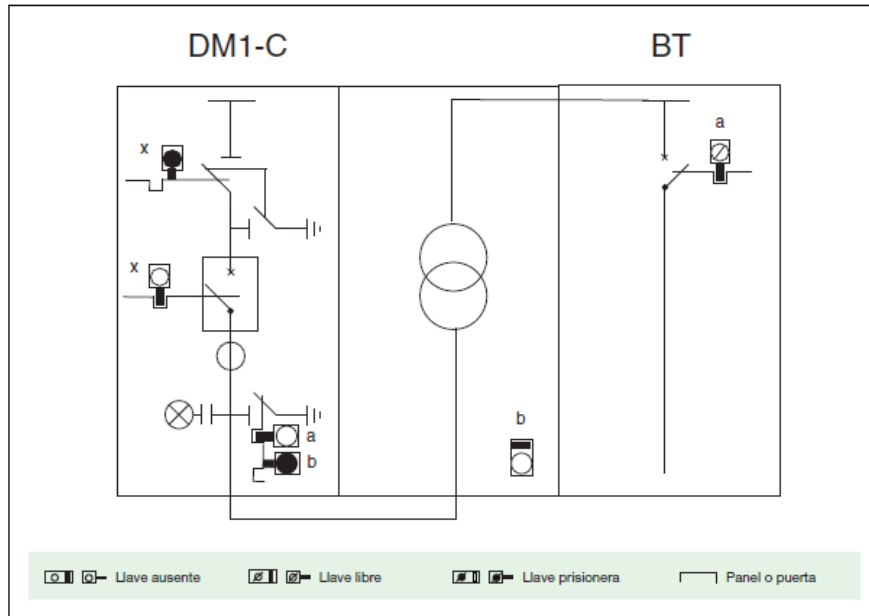 DM1-C
BT
x
a
x
a
b
b
Llave ausente
Llave libre
Llave prisionera
Panel o puerta